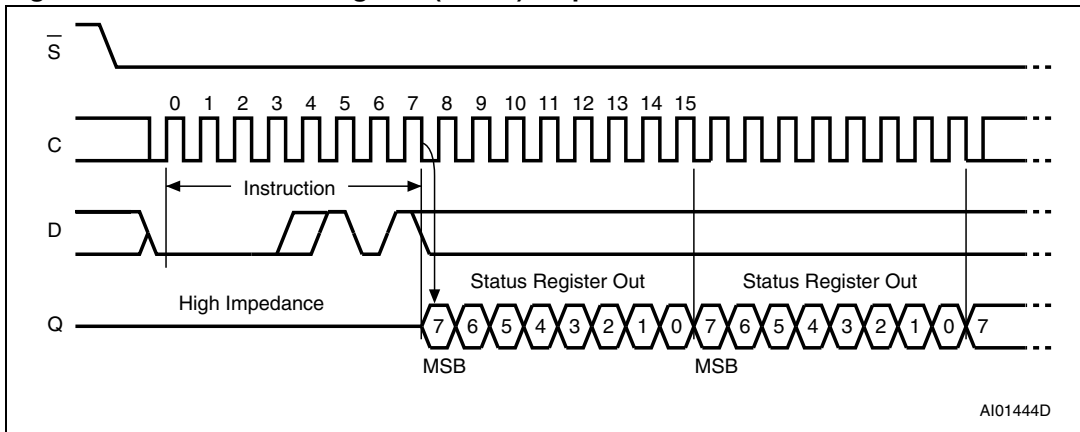 S
0 1 2 3 4 5 6 7 8 9 10 11 12 13 14 15
C
Instruction
D
Status Register Out Status Register Out
High Impedance
Q 7 6 5 4 3 2 1 0 7 6 5 4 3 2 1 0 7
MSB MSB
AI01444D